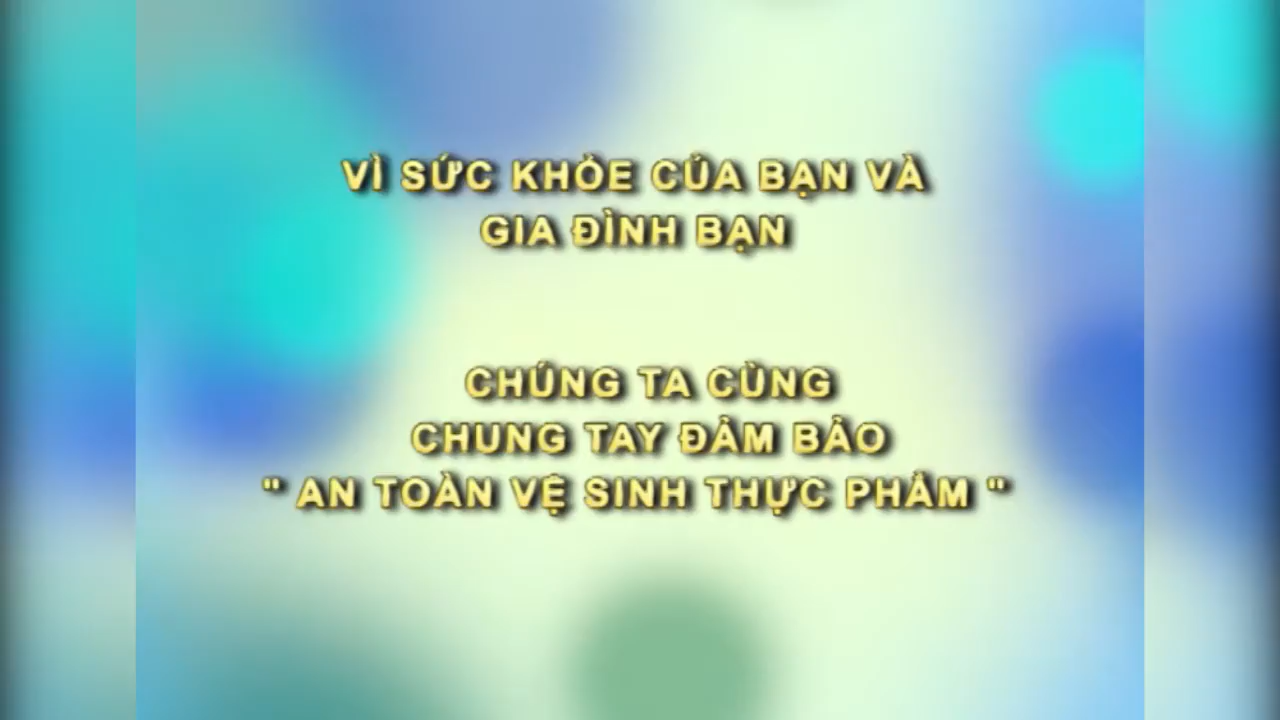 VÌ SỨC KHỎE CỦA BẠN VÀ
GIA ĐÌNH BẠN
CHÚNG TA CÙNG
CHUNG TAY ĐẢM BẢO
" AN TOÀN VỆ SINH THỰC PHẨM "